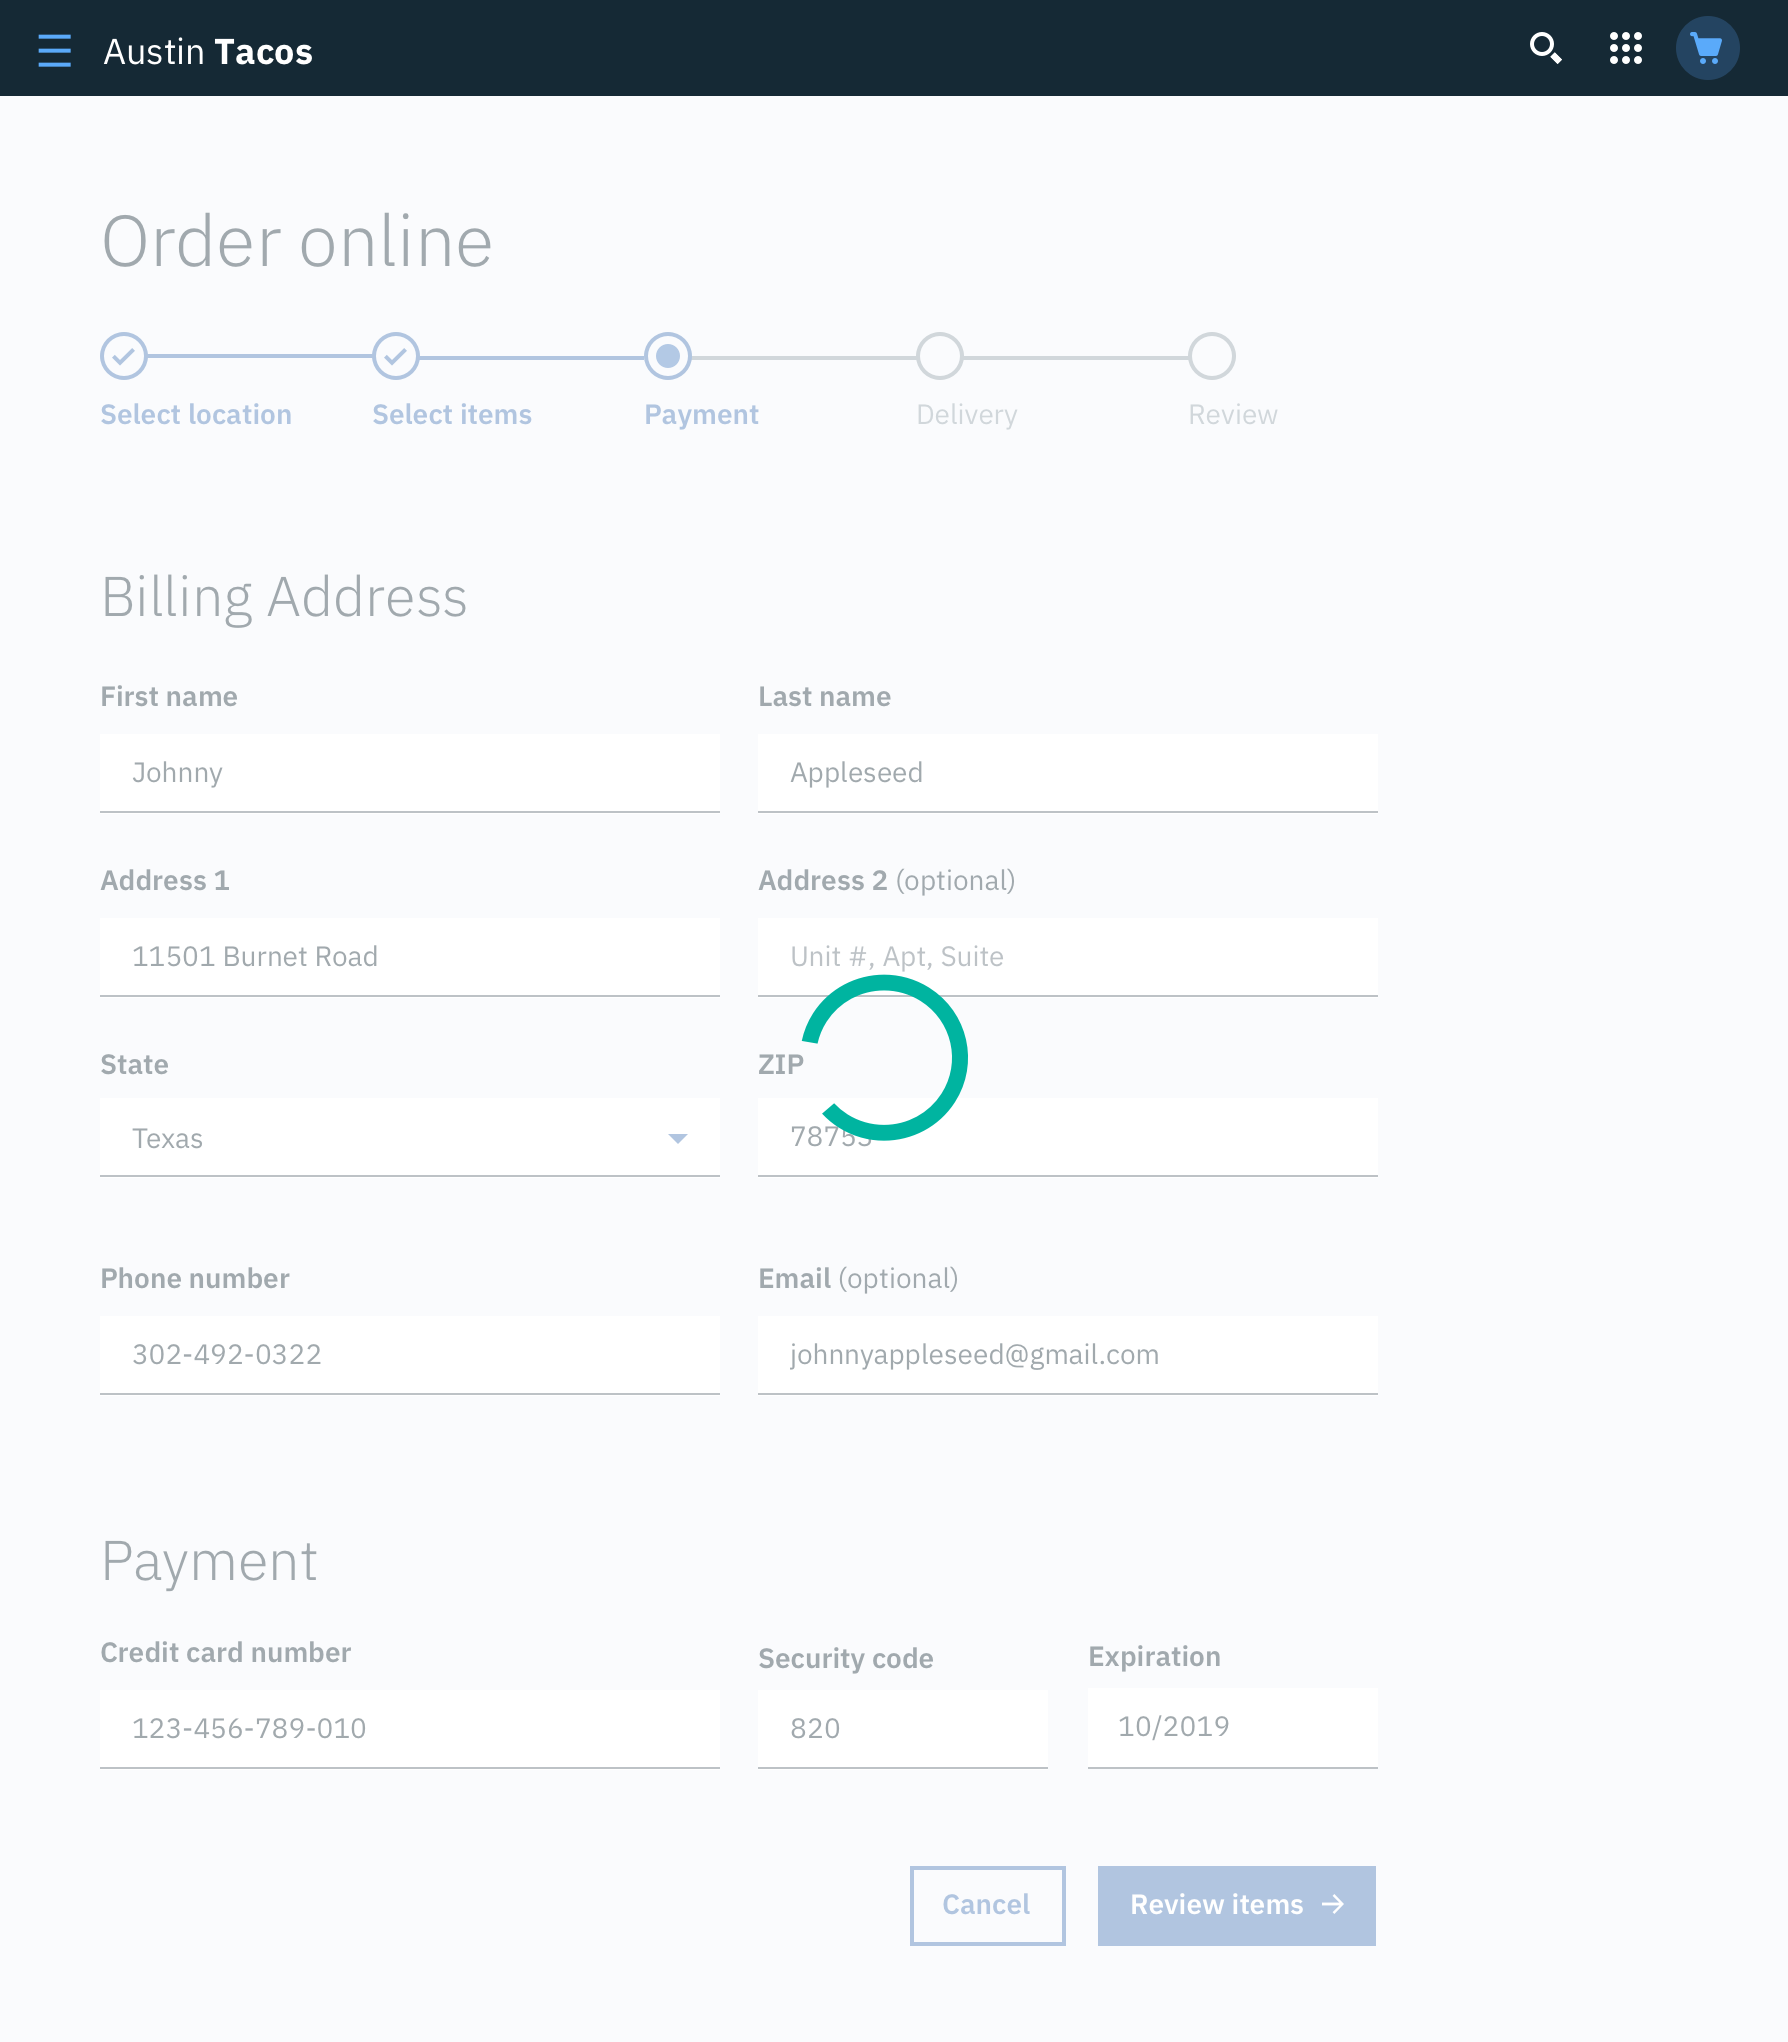 Austin Tacos
Order online
Select location Select items Payment Delivery Review
Billing Address
First name Last name
Johnny Appleseed
Address 1 Address 2 (optional)
11501 Burnet Road Unit #, Apt, Suite
State ZIP
Texas
Phone number Email (optional)
302-492-0322 johnnyappleseed@gmail.com
Payment
Credit card number Security code Expiration
123-456-789-010 820 10/2019
Cancel Review items